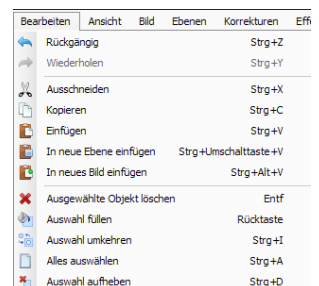 Bearbeiten Ansicht Bild Ebenen Korrekturen Effe
Rückgängig Strg+Z
Wiederholen Strg+Y
Ausschneiden Strg+X
Kopieren Strg+C
Einfügen Strg+V
In neue Ebene einfügen Strg+Umschalttaste+V
In neues Bild einfügen Strg+Alt+V
Ausgewählte Objekt löschen Entf
Auswahl füllen Rücktaste
Auswahl umkehren Strg+I
Alles auswählen Strg+A
Auswahl aufheben Strg+D